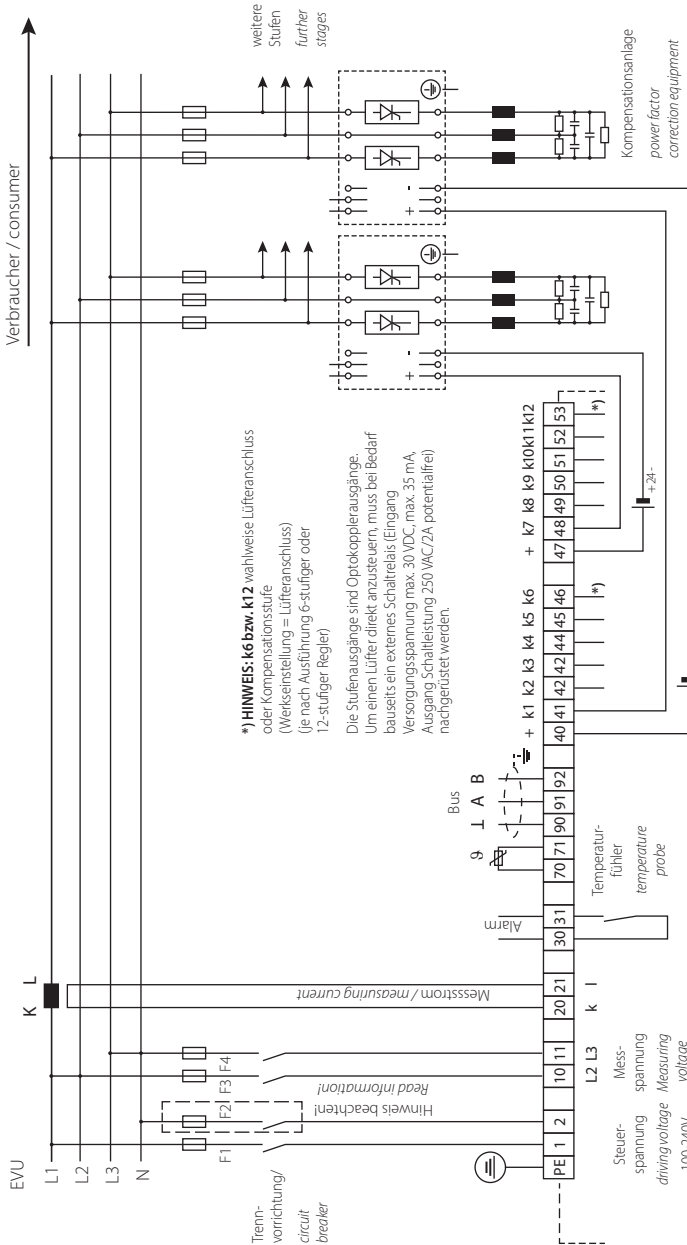 EVU
Verbraucher / consumer
L1
L2
L3
N
K L
Trenn-
vorrichtung/
circuit
breaker
F1
F2
F3
F4
Hinweis beachten!
Read information!
Messstrom / measuring current
Alarm
ϑ
Bus
⊥ A B
*) HINWEIS: k6 bzw. k12 wahlweise Lüfteranschluss
oder Kompensationsstufe
(Werkseinstellung = Lüfteranschluss)
(je nach Ausführung 6-stufiger oder
12-stufiger Regler)
Die Stufenausgänge sind Optokopplerausgänge.
Um einen Lüfter direkt anzusteuern, muss bei Bedarf
bauseits ein externes Schaltrelais (Eingang
Versorgungsspannung max. 30 VDC, max. 35 mA,
Ausgang Schaltleistung 250 VAC/2A potentialfrei)
nachgerüstet werden.
weitere
Stufen
further
stages
+ -
+ -
Kompensationsanlage
power factor
correction equipment
+ k1 k2 k3 k4 k5 k6
+ k7 k8 k9 k10 k11 k12
PE 1 2 10 11 20 21 30 31 70 71 90 91 92 40 41 42 42 44 45 46 47 48 49 50 51 52 53
L2 L3
k l
*)
*)
+24-
Steuer-
spannung
driving voltage
100-240V
Mess-
spannung
Measuring
voltage
Temperatur-
fühler
temperature
probe